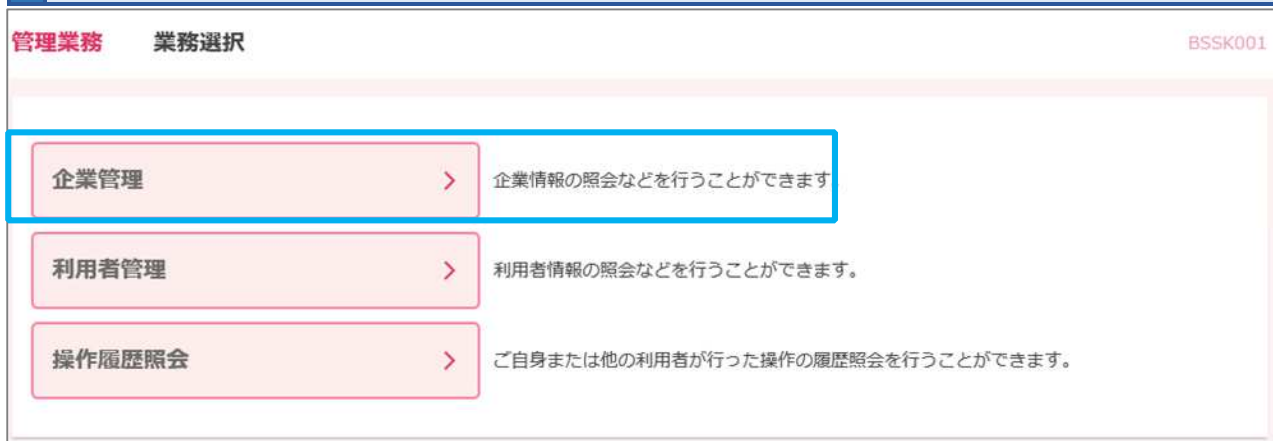 管理業務 業務選択 BSSK001
企業管理 企業情報の照会などを行うことができます
利用者管理 利用者情報の照会などを行うことができます。
操作履歴照会 ご自身または他の利用者が行った操作の履歴照会を行うことができます。